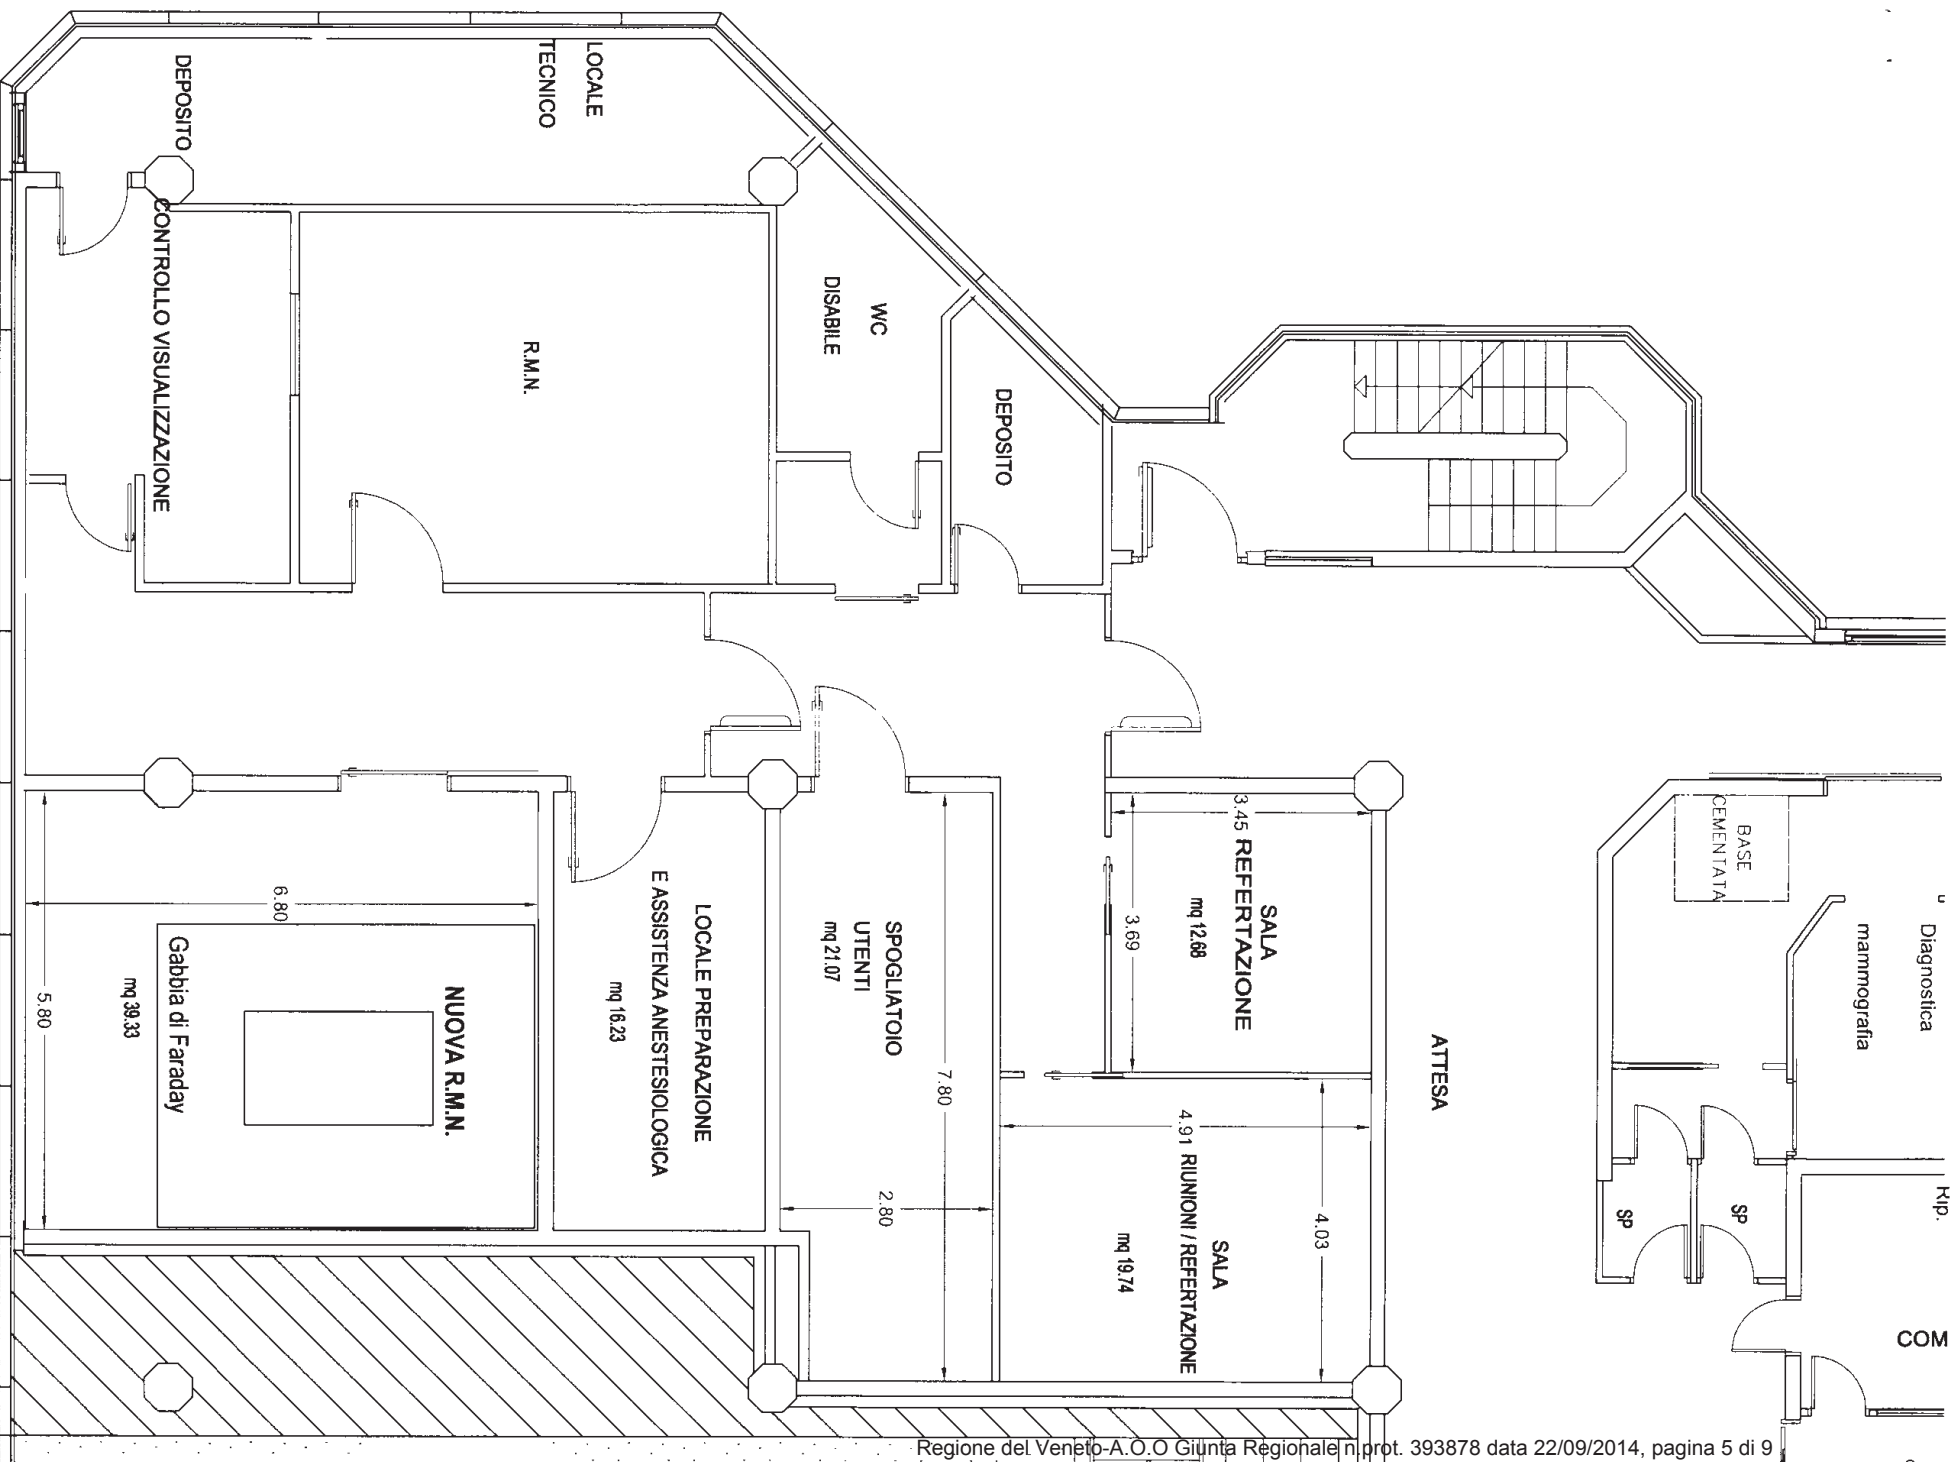 LOCALE
TECNICO
DEPOSITO
CONTROLLO VISUALIZZAZIONE
R.M.N.
WC
DISABILE
DEPOSITO
BASE
CEMENTATA
Diagnostica
mammografia
Rip.
SP
SP
COM
ATTESA
3.45
SALA
REFERTAZIONE
mq 12.68
3.69
4.91
SALA
RIUNIONI / REFERTAZIONE
mq 19.74
4.03
SPOGLIATOIO
UTENTI
mq 21.07
7.80
2.80
LOCALE PREPARAZIONE
E ASSISTENZA ANESTESIOLOGICA
mq 16.23
NUOVA R.M.N.
Gabbia di Faraday
mq 39.33
6.80
5.80
Regione del Veneto-A.O.O Giunta Regionale n.prot. 393878 data 22/09/2014, pagina 5 di 9